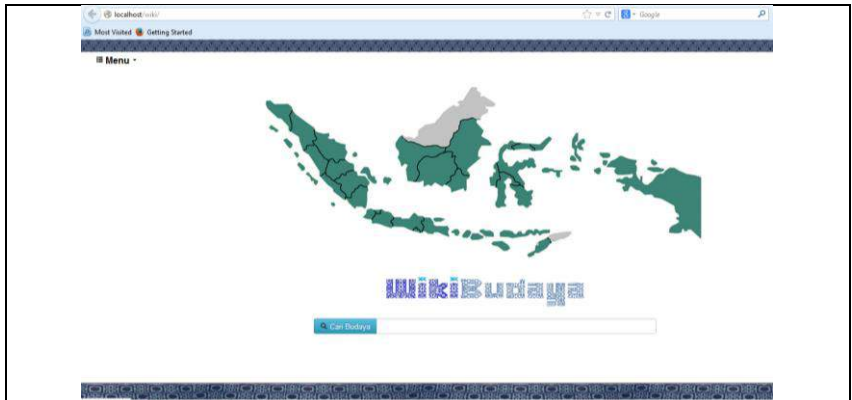 localhost/wiki/
Google
Most Visited Getting Started
Menu
WikiBudaya
Cari Budaya